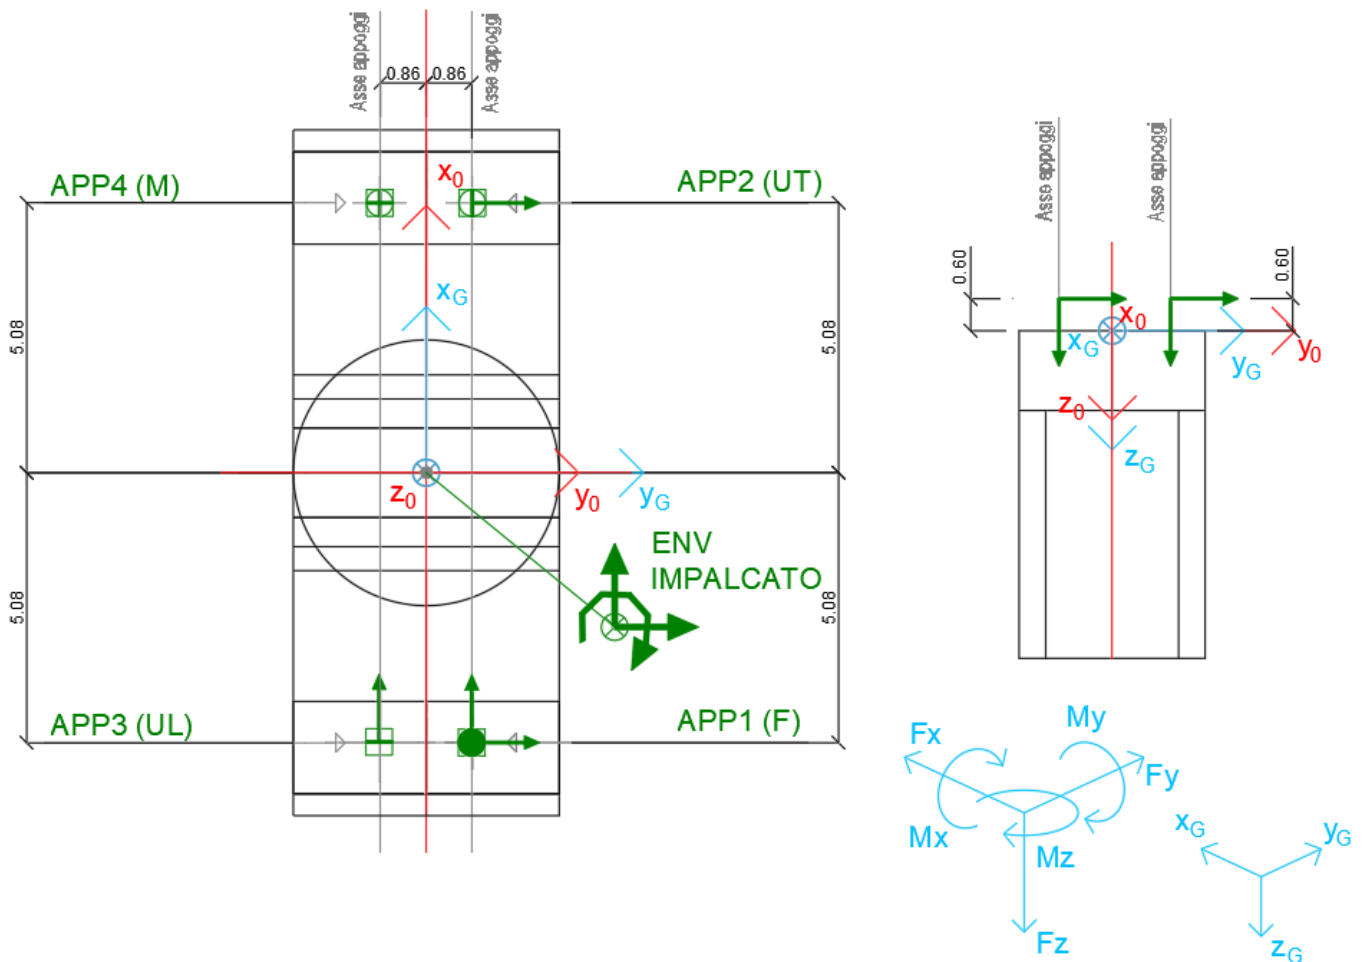 Asse appoggi
Asse appoggi
0.86
0.86
APP4 (M)
x0
APP2 (UT)
xG
5.08
5.08
z0
y0
yG
ENV
IMPALCATO
5.08
5.08
APP3 (UL)
APP1 (F)
Asse appoggi
Asse appoggi
0.60
0.60
x0
xG
yG
y0
z0
zG
Fx
My
Fy
Mx
Mz
Fz
xG
yG
zG